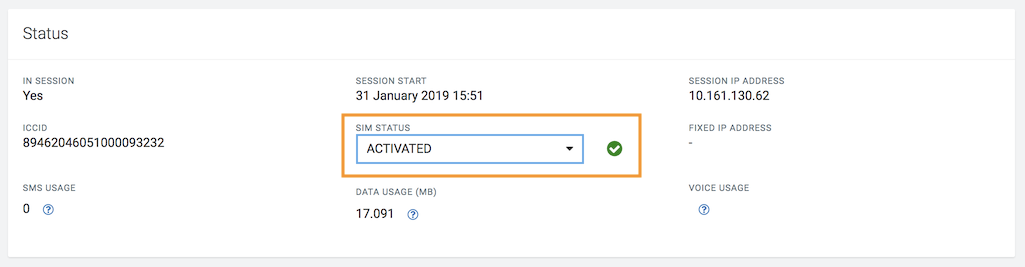 Status
IN SESSION
Yes
SESSION START
31 January 2019 15:51
SESSION IP ADDRESS
10.161.130.62
ICCID
89462046051000093232
SIM STATUS
ACTIVATED
FIXED IP ADDRESS
-
SMS USAGE
0 ?
DATA USAGE (MB)
17.091 ?
VOICE USAGE
?